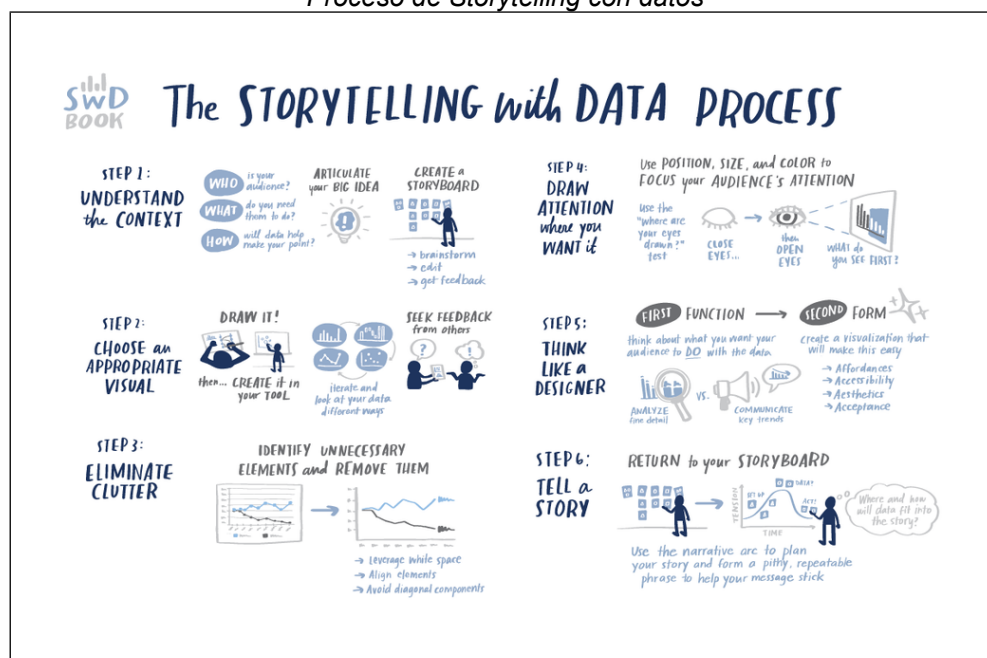 Proceso de Storytelling con datos
SWD
BOOK
The STORYTELLING with DATA PROCESS
STEP 1:
UNDERSTAND
the CONTEXT
WHO is your
audience?
WHAT do you need
them to do?
HOW will data help
make your point?
ARTICULATE
your BIG IDEA
CREATE a
STORYBOARD
→ brainstorm
→ edit
→ get feedback
STEP 2:
CHOOSE an
APPROPRIATE
VISUAL
DRAW IT!
then... CREATE it in
your TOOL
iterate and
look at your data
different ways
SEEK FEEDBACK
from others
?
!
STEP 3:
ELIMINATE
CLUTTER
IDENTIFY UNNECESSARY
ELEMENTS and REMOVE THEM
→ Leverage white space
→ Align elements
→ Avoid diagonal components
STEP 4:
DRAW
ATTENTION
where you
WANT it
Use POSITION, SIZE, and COLOR to
FOCUS your AUDIENCE'S ATTENTION
Use the
"where are
your eyes
drawn?"
test
CLOSE
EYES...
then
OPEN
EYES
WHAT do
you SEE FIRST?
STEP 5:
THINK
LIKE a
DESIGNER
FIRST FUNCTION → SECOND FORM
think about what you want your
audience to DO with the data
ANALYZE
fine detail
VS.
COMMUNICATE
key trends
create a visualization that
will make this easy
→ Affordances
→ Accessibility
→ Aesthetics
→ Acceptance
STEP 6:
TELL a
STORY
RETURN to your STORYBOARD
TENSION
SET UP
DATA!
ACT!
TIME
Where and how
will data fit into
the story?
Use the narrative arc to plan
your story and form a pithy, repeatable
phrase to help your message stick